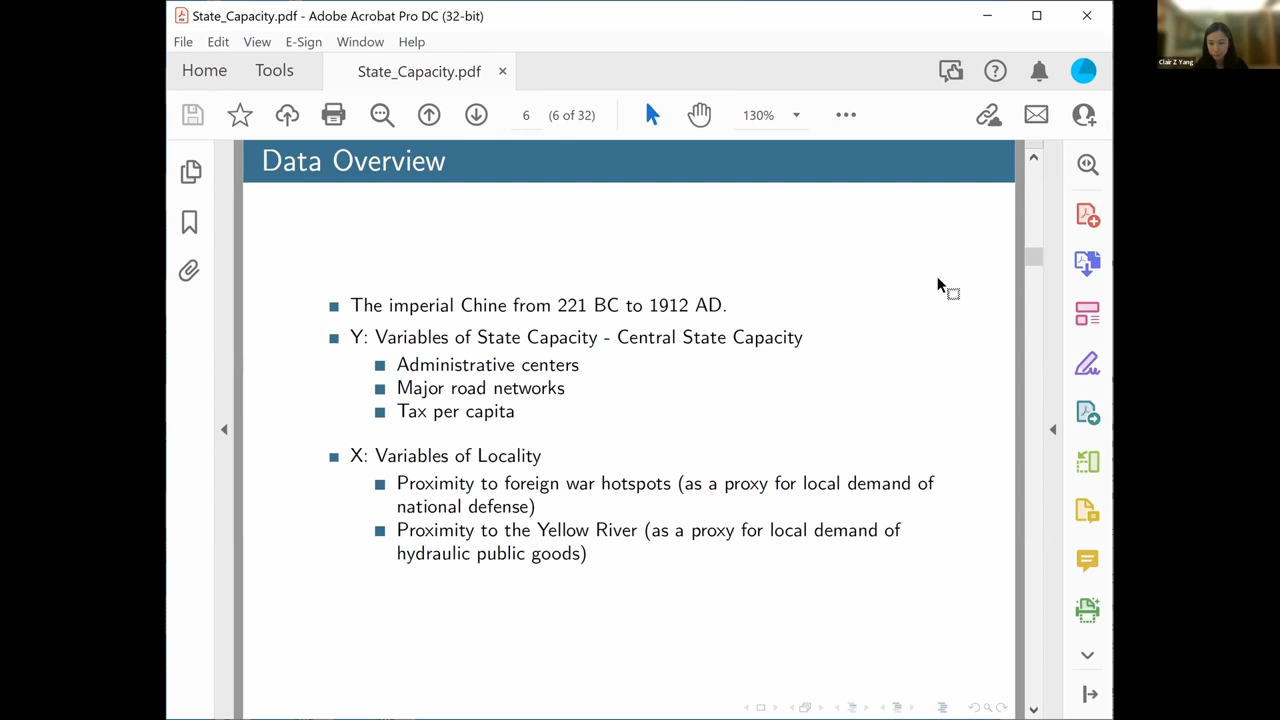 State_Capacity.pdf - Adobe Acrobat Pro DC (32-bit)
File Edit View E-Sign Window Help
Home Tools State_Capacity.pdf ×
6 (6 of 32) 130%
Data Overview
The imperial Chine from 221 BC to 1912 AD.
Y: Variables of State Capacity - Central State Capacity
Administrative centers
Major road networks
Tax per capita
X: Variables of Locality
Proximity to foreign war hotspots (as a proxy for local demand of
national defense)
Proximity to the Yellow River (as a proxy for local demand of
hydraulic public goods)
Clair Z Yang